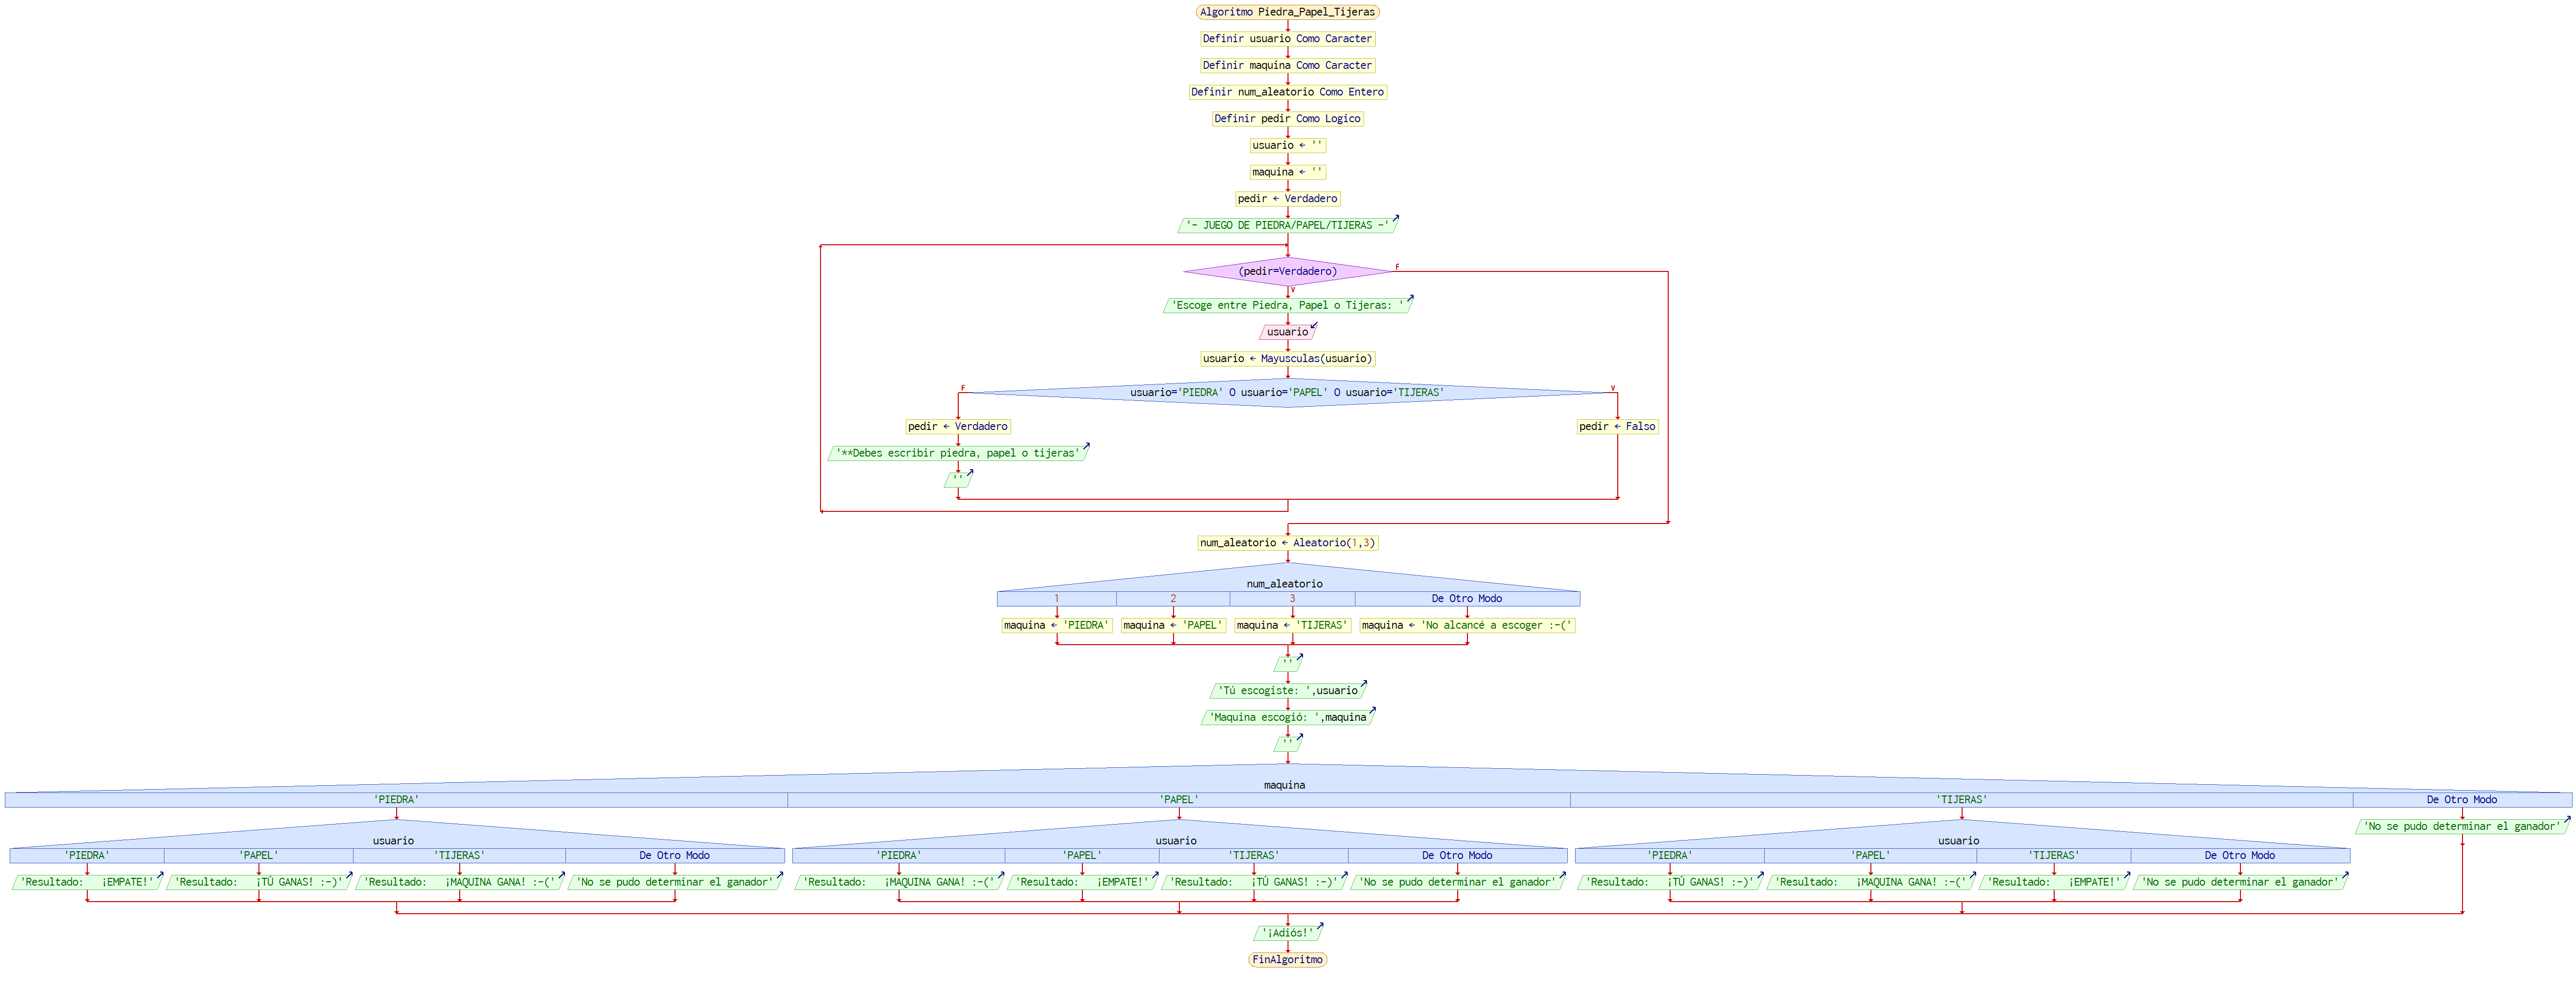 Algoritmo Piedra_Papel_Tijeras
Definir usuario Como Caracter
Definir maquina Como Caracter
Definir num_aleatorio Como Entero
Definir pedir Como Logico
usuario ← ''
maquina ← ''
pedir ← Verdadero
'- JUEGO DE PIEDRA/PAPEL/TIJERAS -'
(pedir=Verdadero)
F
V
'Escoge entre Piedra, Papel o Tijeras: '
usuario
usuario ← Mayusculas(usuario)
F
usuario='PIEDRA' O usuario='PAPEL' O usuario='TIJERAS'
V
pedir ← Verdadero
pedir ← Falso
'**Debes escribir piedra, papel o tijeras'
''
num_aleatorio ← Aleatorio(1,3)
num_aleatorio
1 2 3 De Otro Modo
maquina ← 'PIEDRA'
maquina ← 'PAPEL'
maquina ← 'TIJERAS'
maquina ← 'No alcancé a escoger :-('
''
'Tú escogiste: ',usuario
'Maquina escogió: ',maquina
''
maquina
'PIEDRA' 'PAPEL' 'TIJERAS' De Otro Modo
'No se pudo determinar el ganador'
usuario
usuario
usuario
'PIEDRA' 'PAPEL' 'TIJERAS' De Otro Modo
'PIEDRA' 'PAPEL' 'TIJERAS' De Otro Modo
'PIEDRA' 'PAPEL' 'TIJERAS' De Otro Modo
'Resultado:   ¡EMPATE!'
'Resultado:   ¡TÚ GANAS! :-)'
'Resultado:   ¡MAQUINA GANA! :-('
'No se pudo determinar el ganador'
'Resultado:   ¡MAQUINA GANA! :-('
'Resultado:   ¡EMPATE!'
'Resultado:   ¡TÚ GANAS! :-)'
'No se pudo determinar el ganador'
'Resultado:   ¡TÚ GANAS! :-)'
'Resultado:   ¡MAQUINA GANA! :-('
'Resultado:   ¡EMPATE!'
'No se pudo determinar el ganador'
'¡Adiós!'
FinAlgoritmo